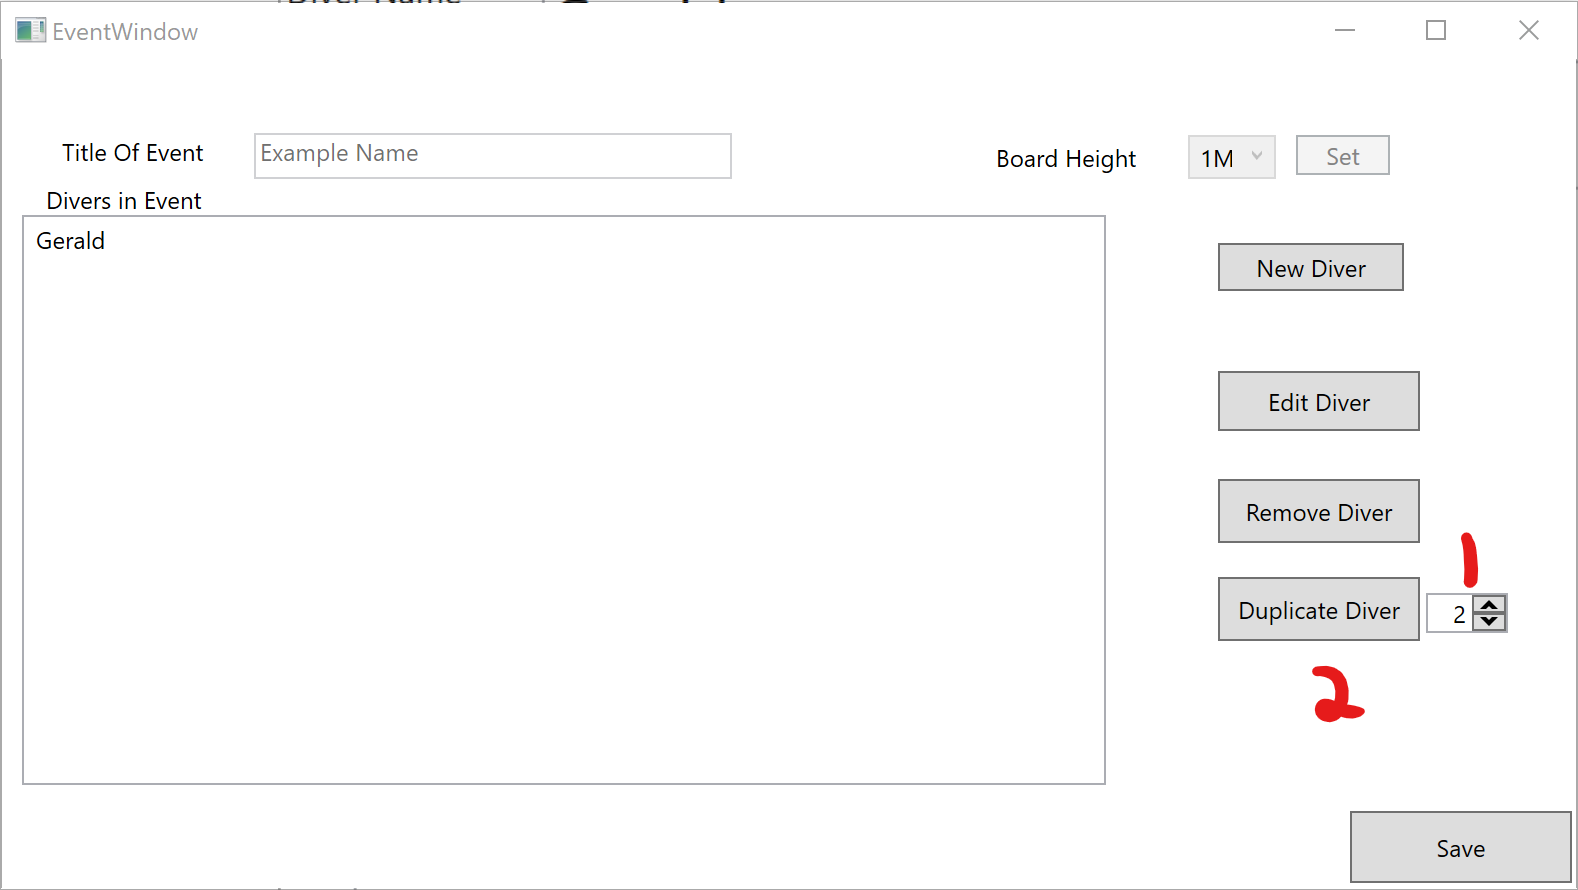 EventWindow
Title Of Event
Example Name
Board Height
1M
Set
Divers in Event
Gerald
New Diver
Edit Diver
Remove Diver
1
Duplicate Diver
2
2
Save